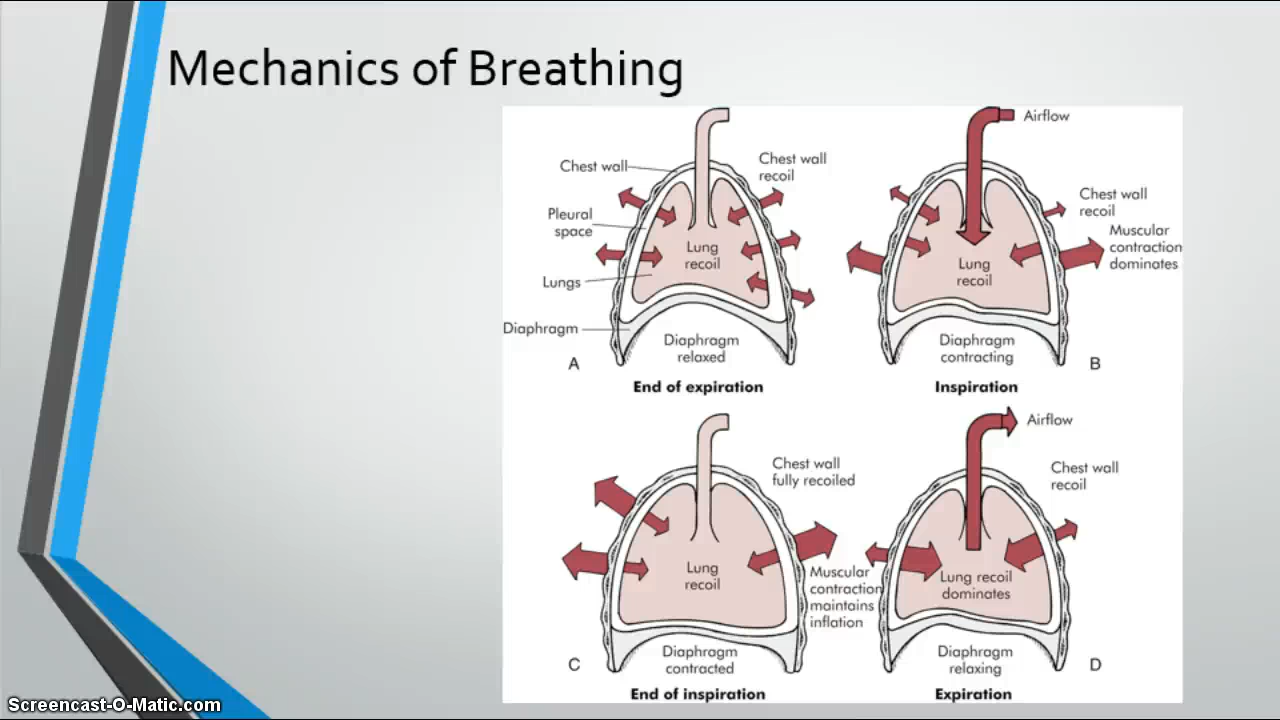 Mechanics of Breathing
Chest wall
Chest wall
recoil
Pleural
space
Lung
recoil
Lungs
Diaphragm
Diaphragm
relaxed
A
End of expiration
Airflow
Chest wall
recoil
Muscular
contraction
dominates
Lung
recoil
Diaphragm
contracting
B
Inspiration
Chest wall
fully recoiled
Lung
recoil
Muscular
contraction
maintains
inflation
Diaphragm
contracted
C
End of inspiration
Airflow
Chest wall
recoil
Lung recoil
dominates
Diaphragm
relaxing
D
Expiration
Screencast-O-Matic.com